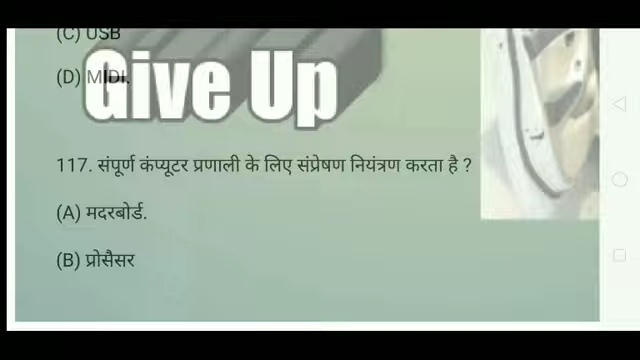 (C) USB
(D) MIDI.
Give Up
117. संपूर्ण कंप्यूटर प्रणाली के लिए संप्रेषण नियंत्रण करता है ?
(A) मदरबोर्ड.
(B) प्रोसैसर